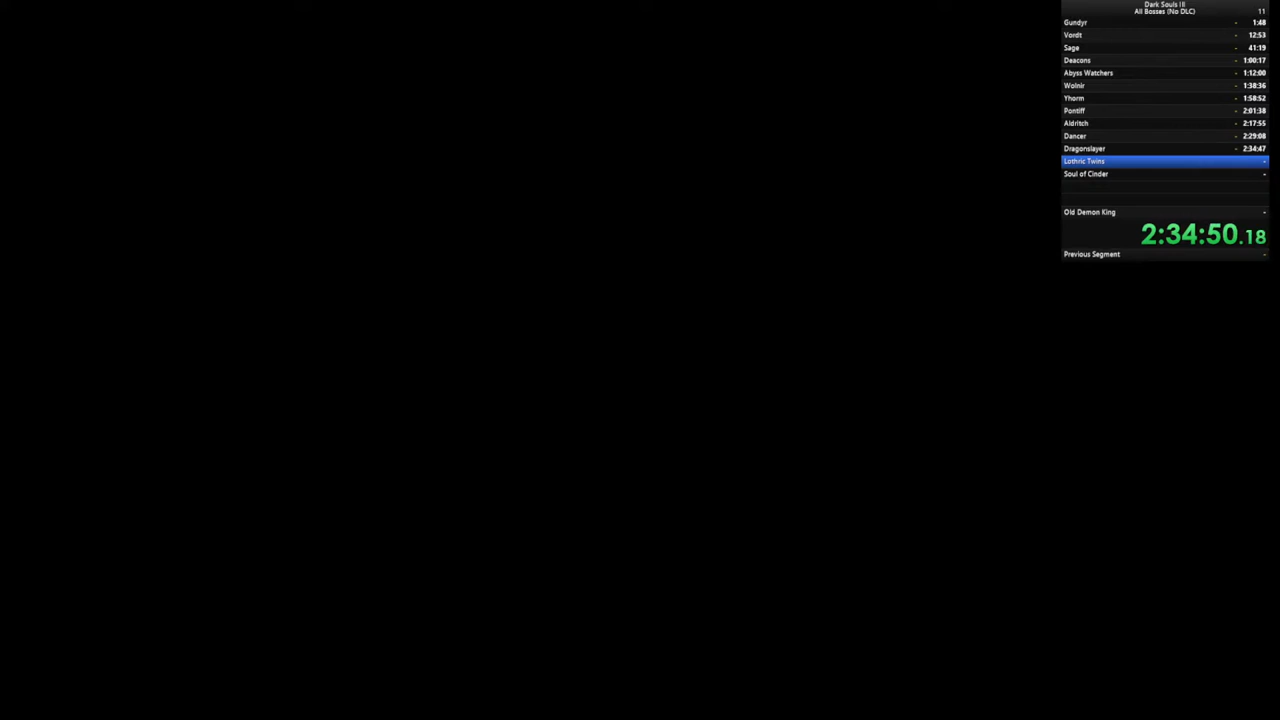 Dark Souls III
All Bosses (No DLC) 11
Gundyr - 1:48
Vordt - 12:53
Sage - 41:19
Deacons - 1:00:17
Abyss Watchers - 1:12:00
Wolnir - 1:38:36
Yhorm - 1:58:52
Pontiff - 2:01:38
Aldritch - 2:17:55
Dancer - 2:29:08
Dragonslayer - 2:34:47
Lothric Twins -
Soul of Cinder -
Old Demon King -
2:34:50.18
Previous Segment -